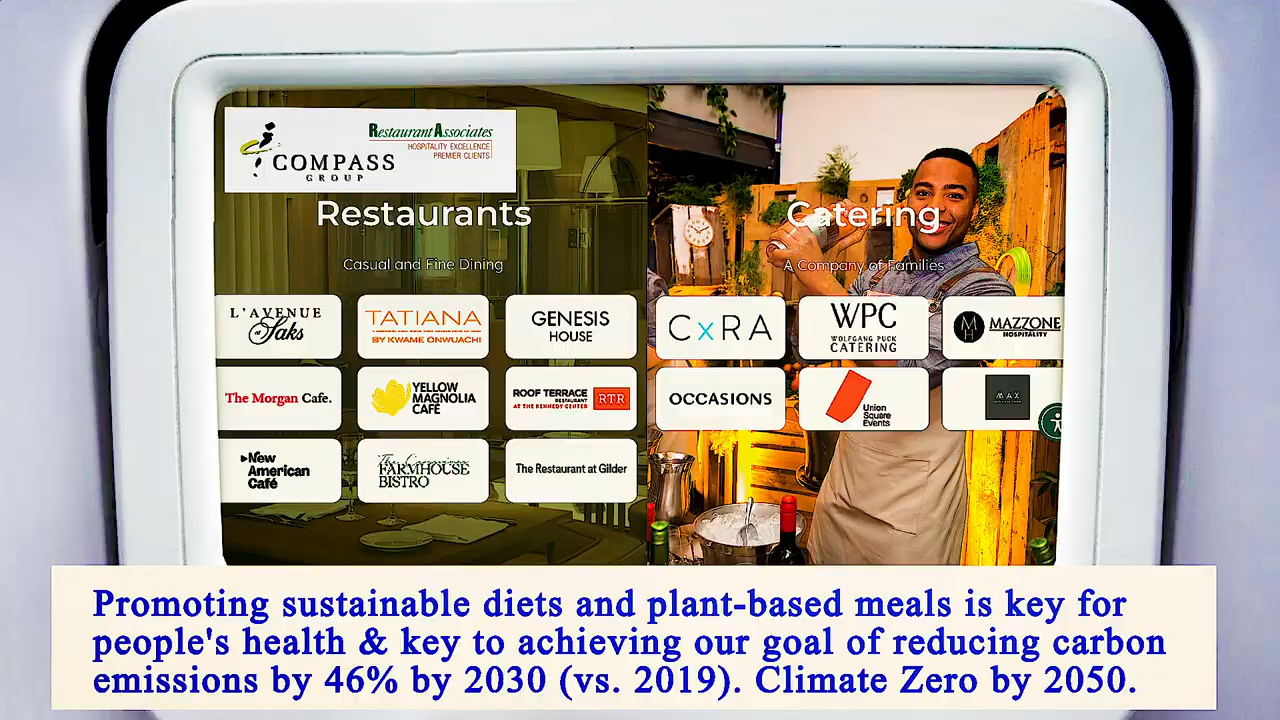 COMPASS
GROUP
RestaurantAssociates
HOSPITALITY EXCELLENCE
PREMIER CLIENTS
Restaurants
Casual and Fine Dining
L'AVENUE
Saks
TATIANA
BY KWAME ONWUACHI
GENESIS
HOUSE
The Morgan Cafe.
YELLOW
MAGNOLIA
CAFÉ
ROOF TERRACE
RESTAURANT
AT THE KENNEDY CENTER
RTR
New
American
Café
FARMHOUSE
BISTRO
The Restaurant at Gilder
Catering
A Company of Families
CxRA
WPC
WOLFGANG PUCK
CATERING
MH
MAZZONE
HOSPITALITY
OCCASIONS
Union
Square
Events
MAX
Promoting sustainable diets and plant-based meals is key for
people's health & key to achieving our goal of reducing carbon
emissions by 46% by 2030 (vs. 2019). Climate Zero by 2050.